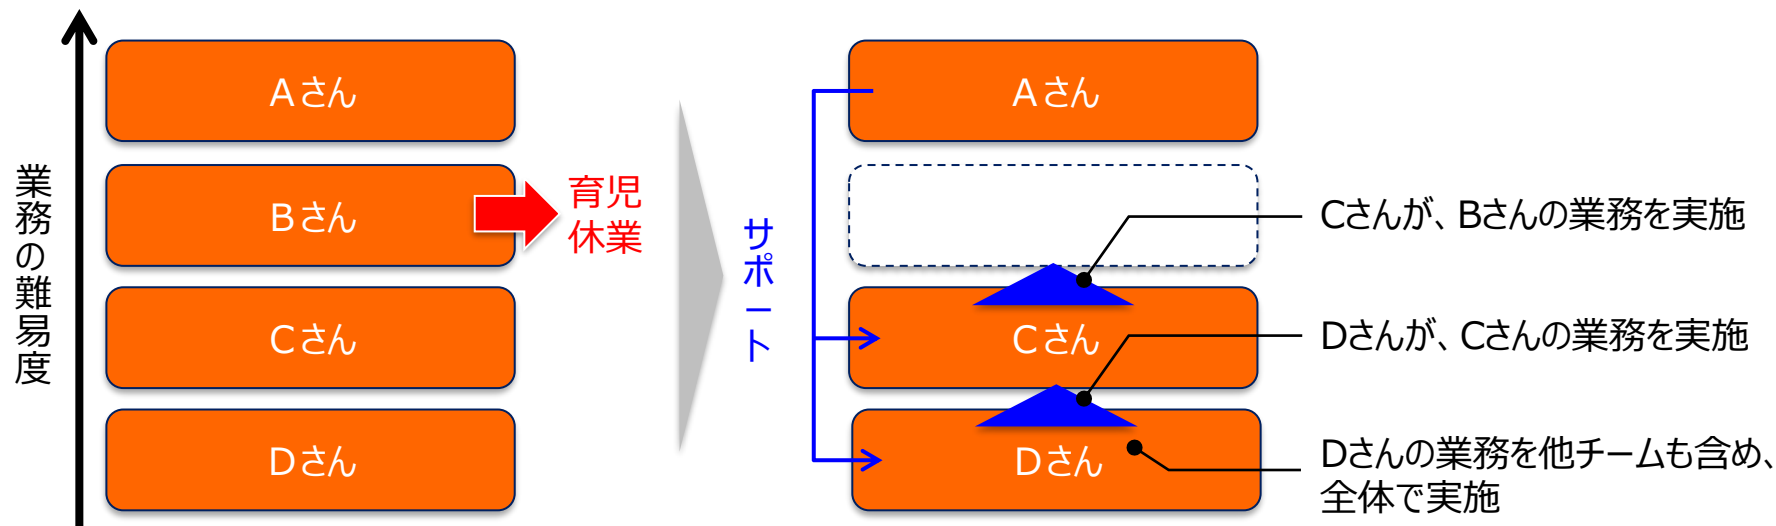 業務の難易度
Aさん
Bさん
Cさん
Dさん
育児
休業
サポート
Aさん
Cさん
Dさん
Cさんが、Bさんの業務を実施
Dさんが、Cさんの業務を実施
Dさんの業務を他チームも含め、
全体で実施